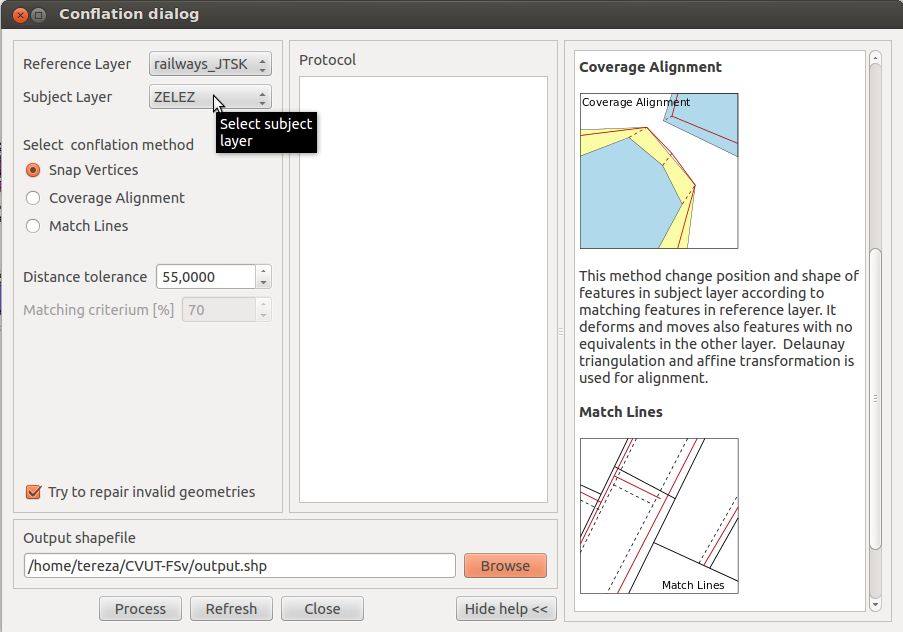 Conflation dialog
Reference Layer
railways_JTSK
Subject Layer
ZELEZ
Select subject
layer
Select conflation method
Snap Vertices
Coverage Alignment
Match Lines
Distance tolerance
55,0000
Matching criterium [%]
70
Try to repair invalid geometries
Protocol
Coverage Alignment
Coverage Alignment
This method change position and shape of
features in subject layer according to
matching features in reference layer. It
deforms and moves also features with no
equivalents in the other layer. Delaunay
triangulation and affine transformation is
used for alignment.
Match Lines
Match Lines
Output shapefile
/home/tereza/CVUT-FSv/output.shp
Browse
Process
Refresh
Close
Hide help <<